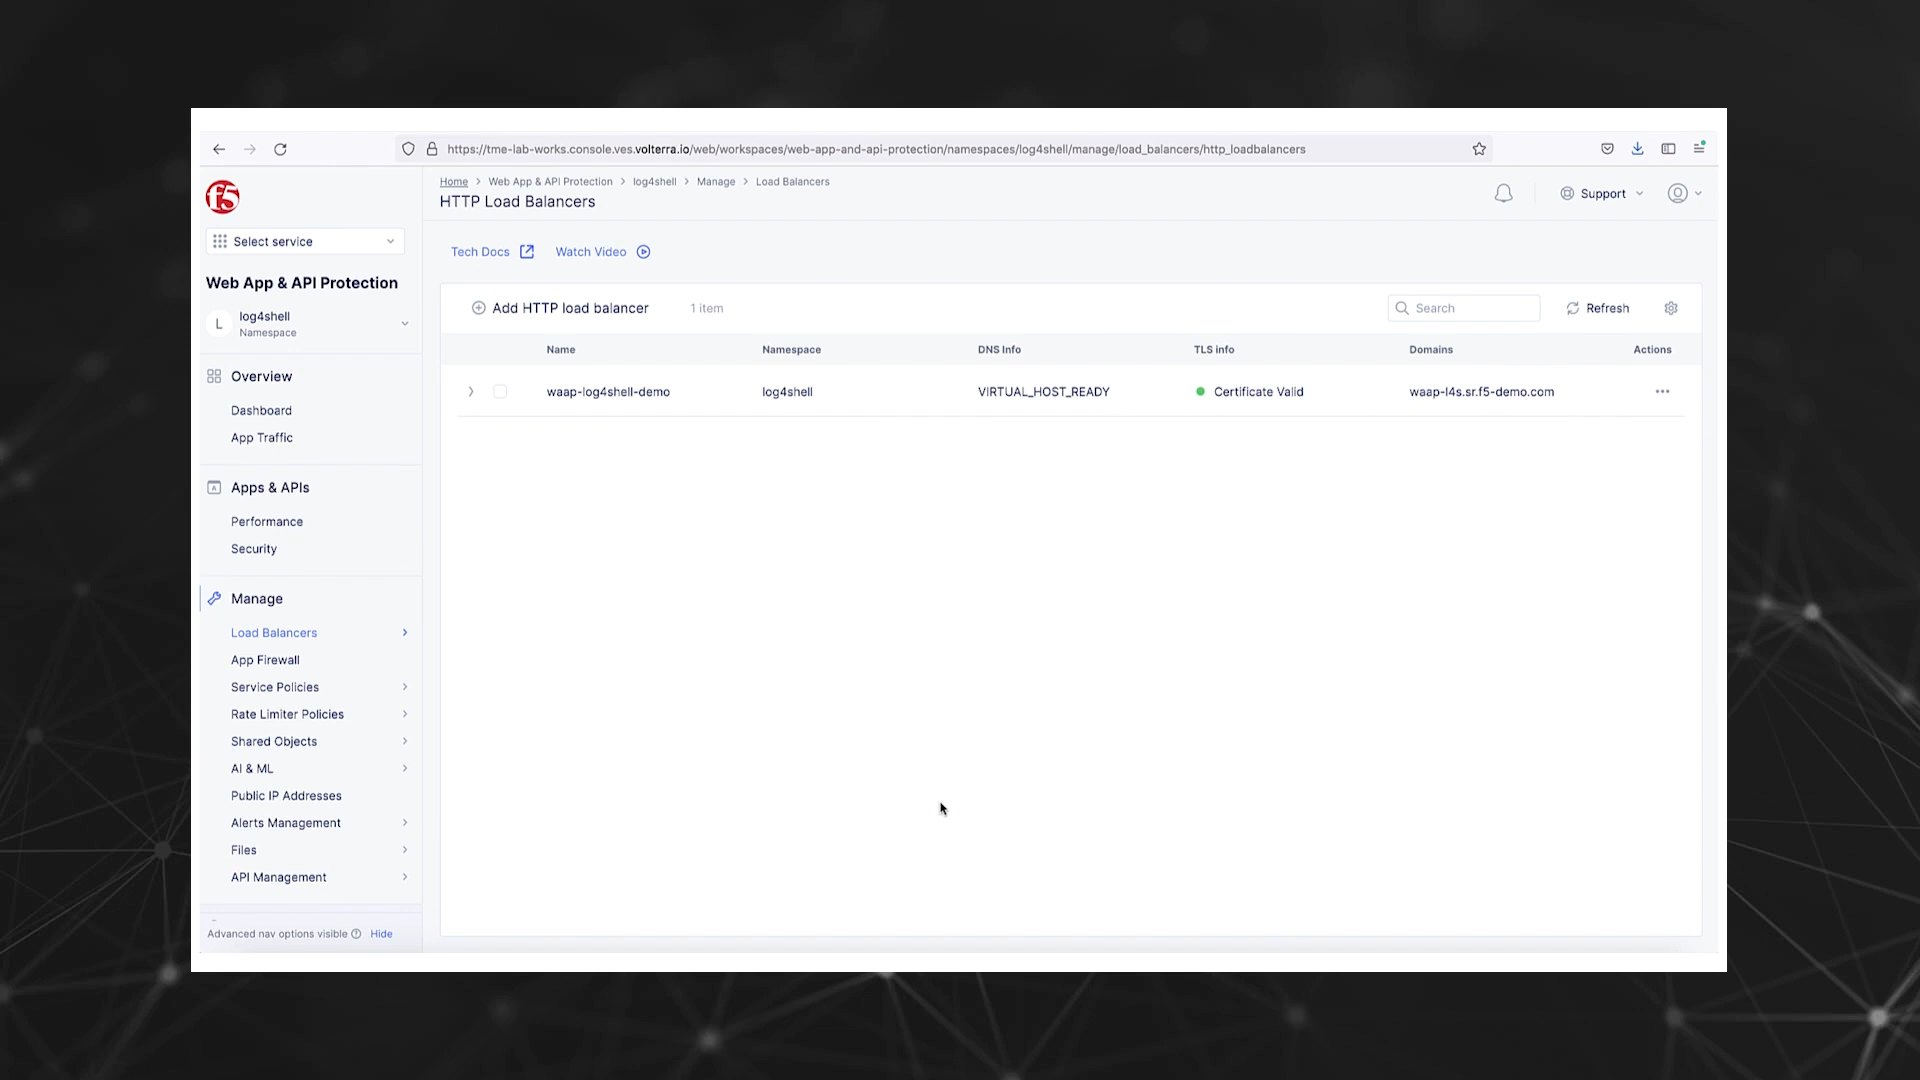 https://tme-lab-works.console.ves.volterra.io/web/workspaces/web-app-and-api-protection/namespaces/log4shell/manage/load_balancers/http_loadbalancers
f5
Select service
Web App & API Protection
L
log4shell
Namespace
Overview
Dashboard
App Traffic
Apps & APIs
Performance
Security
Manage
Load Balancers
App Firewall
Service Policies
Rate Limiter Policies
Shared Objects
AI & ML
Public IP Addresses
Alerts Management
Files
API Management
Advanced nav options visible Hide
Home > Web App & API Protection > log4shell > Manage > Load Balancers
HTTP Load Balancers
Support
Tech Docs Watch Video
Add HTTP load balancer 1 item Search Refresh
Name Namespace DNS Info TLS info Domains Actions
waap-log4shell-demo log4shell VIRTUAL_HOST_READY Certificate Valid waap-l4s.sr.f5-demo.com